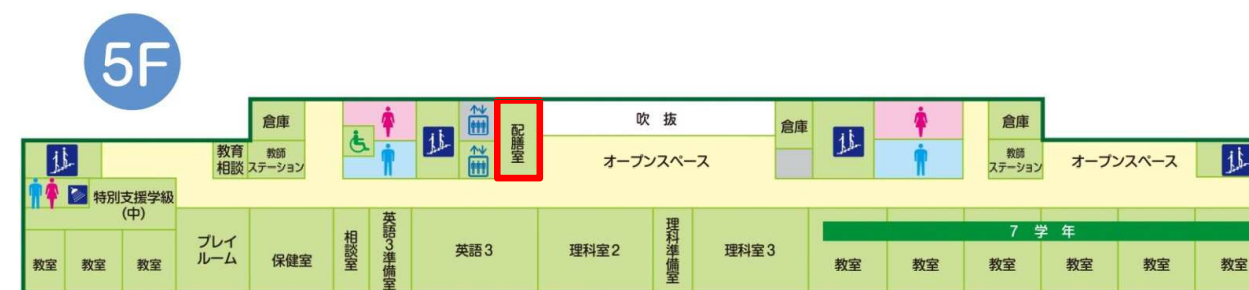 5F
倉庫
配膳室
吹 抜
倉庫
倉庫
教育
相談
教師
ステーション
オープンスペース
教師
ステーション
オープンスペース
特別支援学級
(中)
教室
教室
教室
プレイ
ルーム
保健室
相談室
英語3準備室
英語3
理科室2
理科準備室
理科室3
7 学 年
教室
教室
教室
教室
教室
教室